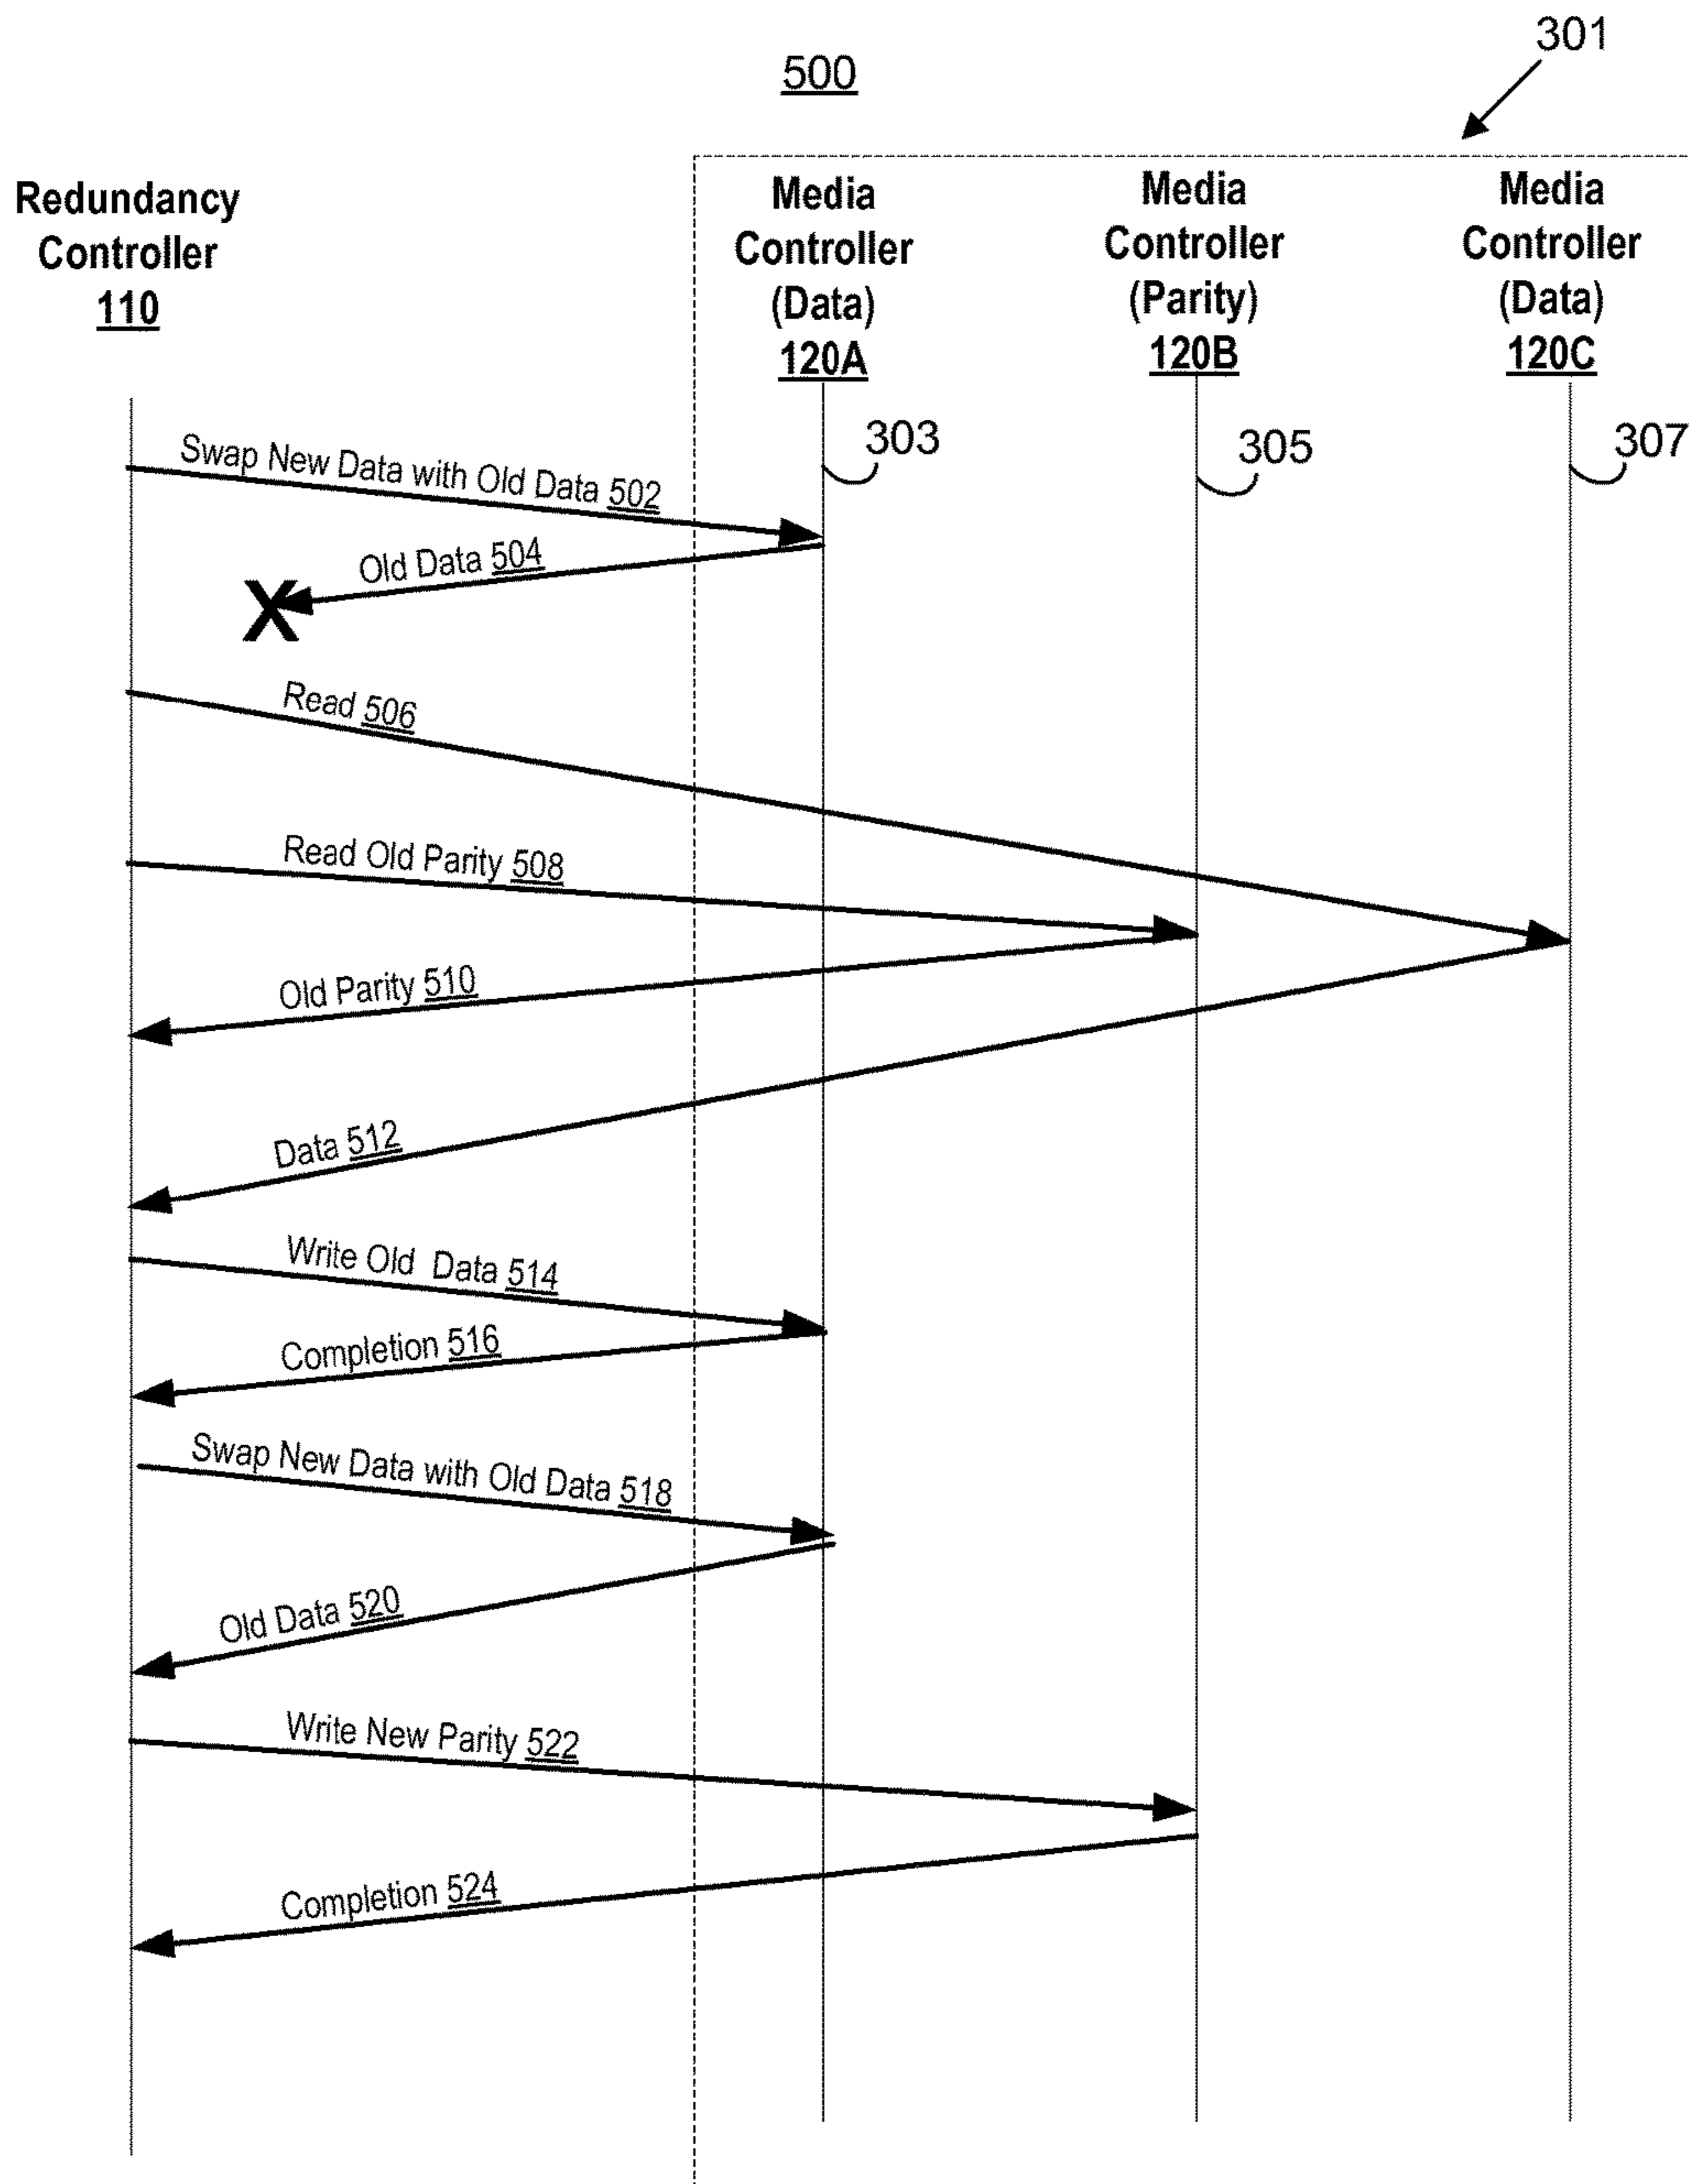 301
500
Redundancy
Controller
110
Media
Controller
(Data)
120A
Media
Controller
(Parity)
120B
Media
Controller
(Data)
120C
303
305
307
Swap New Data with Old Data 502
Old Data 504
X
Read 506
Read Old Parity 508
Old Parity 510
Data 512
Write Old Data 514
Completion 516
Swap New Data with Old Data 518
Old Data 520
Write New Parity 522
Completion 524